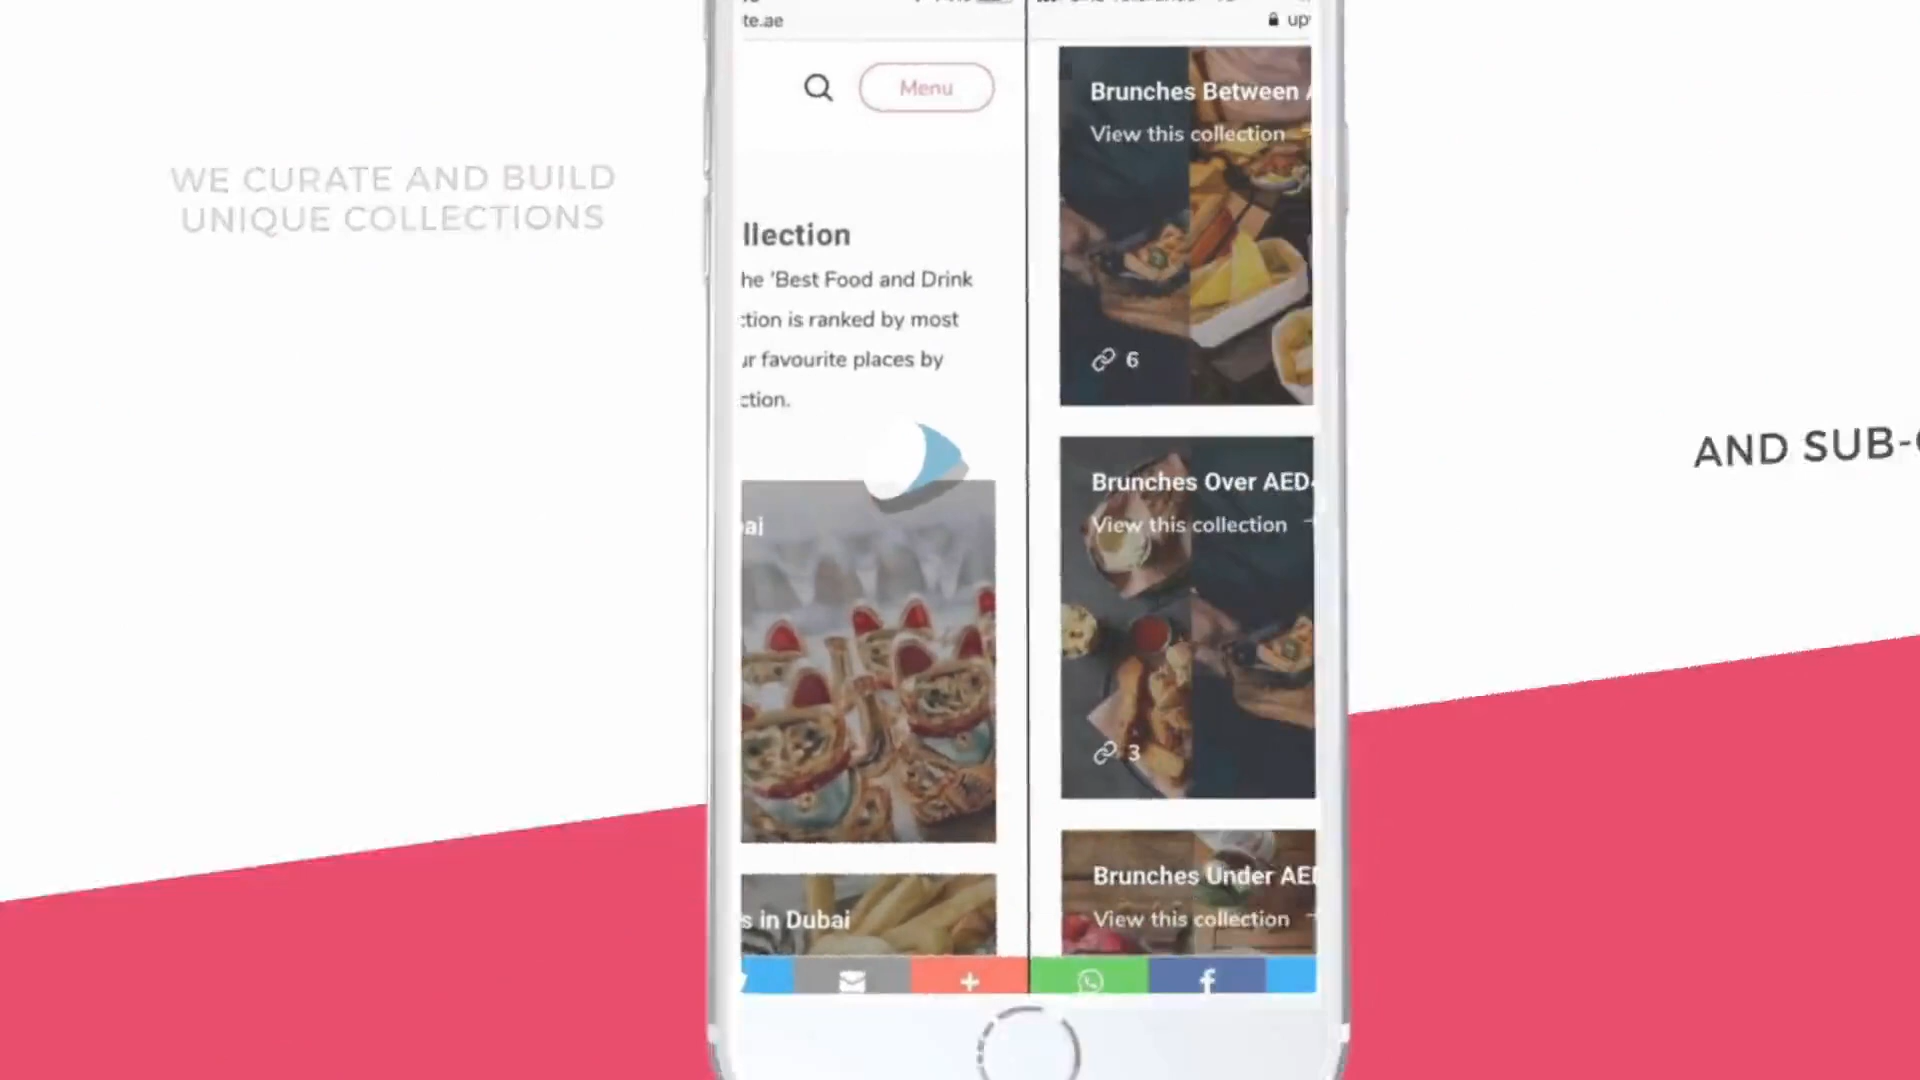 te.ae
up
Menu
WE CURATE AND BUILD
UNIQUE COLLECTIONS
llection
he 'Best Food and Drink
ction is ranked by most
ur favourite places by
ction.
ai
s in Dubai
Brunches Between
View this collection
6
Brunches Over AED
View this collection
3
Brunches Under AED
View this collection
AND SUB-